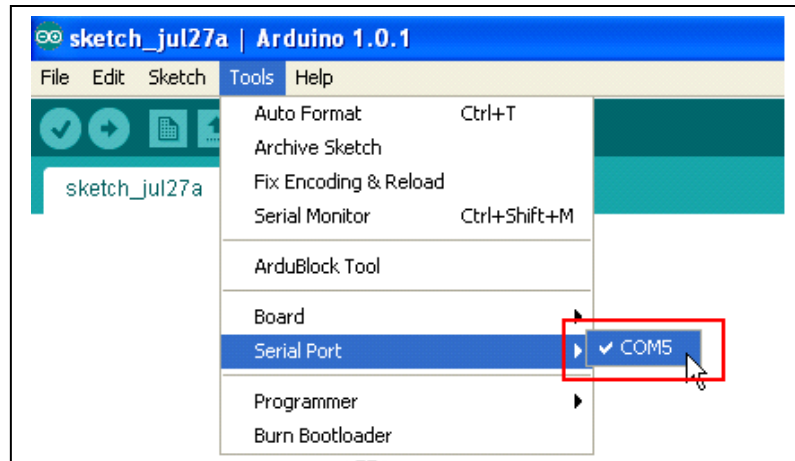 sketch_jul27a | Arduino 1.0.1
File Edit Sketch Tools Help
Auto Format Ctrl+T
Archive Sketch
sketch_jul27a
Fix Encoding & Reload
Serial Monitor Ctrl+Shift+M
ArduBlock Tool
Board
Serial Port
COM5
Programmer
Burn Bootloader